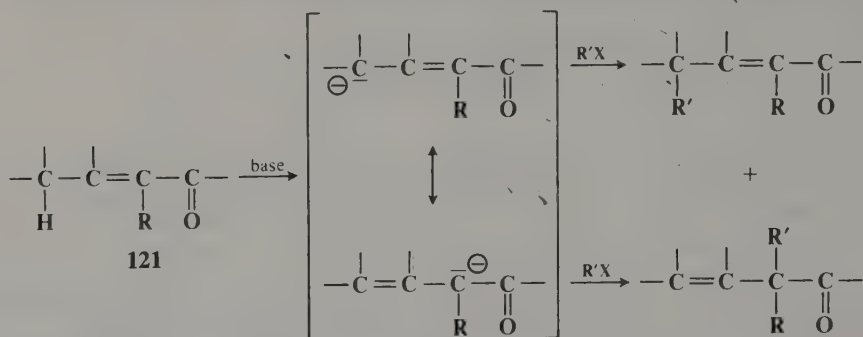 —C—C=C—C— R'X —C—C=C—C—
⊖ R O R' R O
—C—C=C—C— base +
H R O
121
R'
—C=C—C—C— ⊖ R'X —C=C—C—C—
R O R O